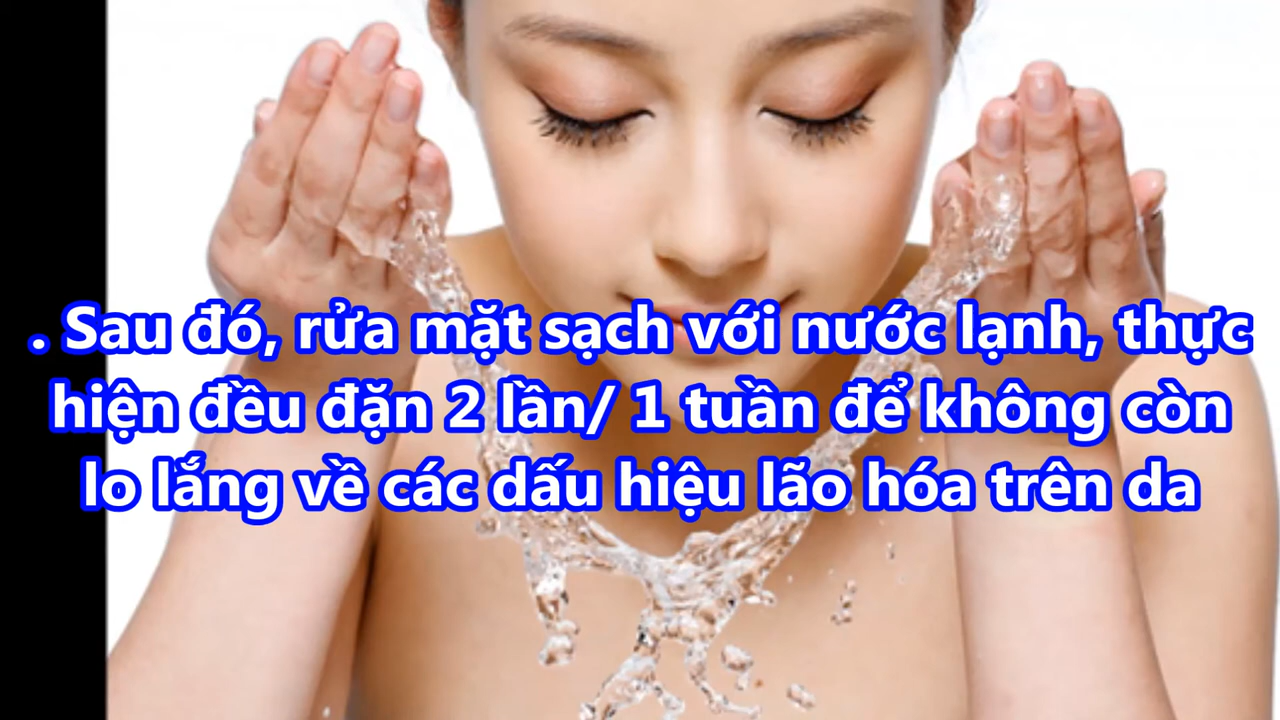 . Sau đó, rửa mặt sạch với nước lạnh, thực
hiện đều đặn 2 lần/ 1 tuần để không còn
lo lắng về các dấu hiệu lão hóa trên da